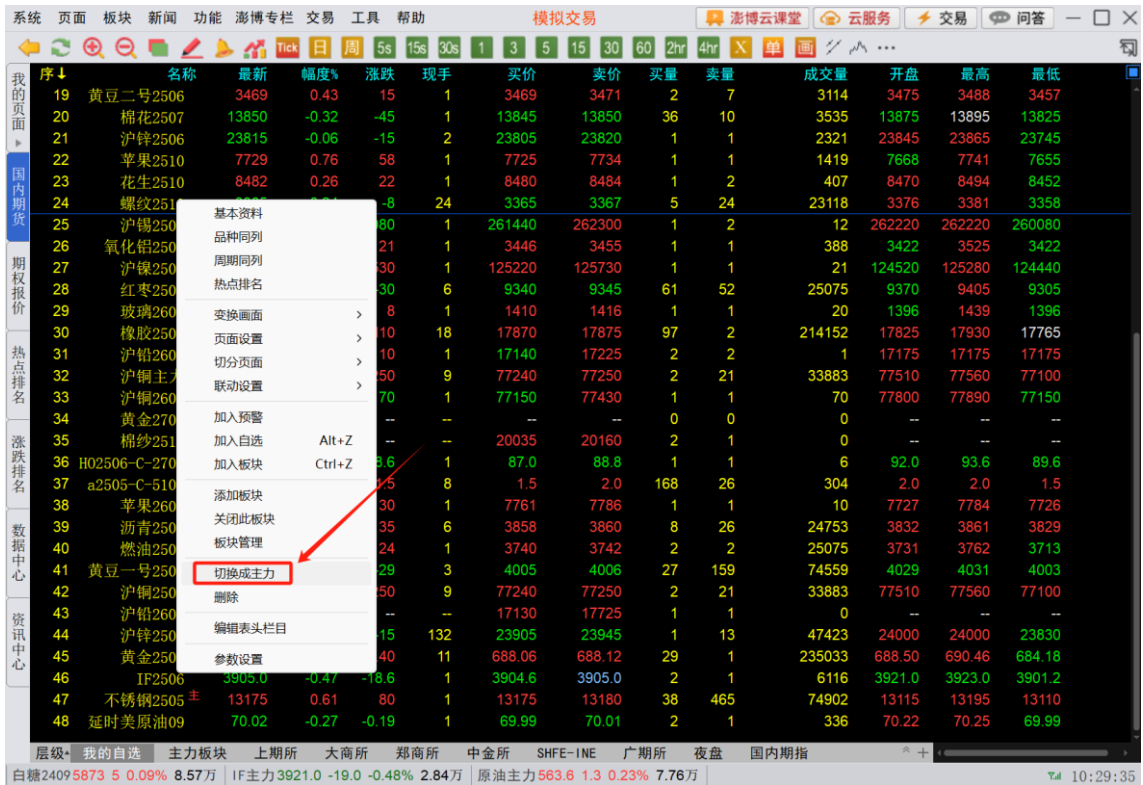 系统 页面 板块 新闻 功能 澎博专栏 交易 工具 帮助 模拟交易 澎博云课堂 云服务 交易 问答
Tick 日 周 5s 15s 30s 1 3 5 15 30 60 2hr 4hr X 单 画
序↓ 名称 最新 幅度% 涨跌 现手 买价 卖价 买量 卖量 成交量 开盘 最高 最低
19 黄豆二号2506 3469 0.43 15 1 3469 3471 2 7 3114 3475 3488 3457
20 棉花2507 13850 -0.32 -45 1 13845 13850 36 10 3535 13875 13895 13825
21 沪锌2506 23815 -0.06 -15 2 23805 23820 1 1 2321 23845 23865 23745
22 苹果2510 7729 0.76 58 1 7725 7734 1 1 1419 7668 7741 7655
23 花生2510 8482 0.26 22 1 8480 8484 1 2 407 8470 8494 8452
24 螺纹251 -8 24 3365 3367 5 24 23118 3376 3381 3358
25 沪锡250 080 1 261440 262300 1 2 12 262220 262220 260080
26 氧化铝250 21 1 3446 3455 1 1 388 3422 3525 3422
27 沪镍250 30 1 125220 125730 1 1 21 124520 125280 124440
28 红枣250 -30 6 9340 9345 61 52 25075 9370 9405 9305
29 玻璃260 8 1 1410 1416 1 1 20 1396 1439 1396
30 橡胶250 110 18 17870 17875 97 2 214152 17825 17930 17765
31 沪铅260 10 1 17140 17225 2 2 1 17175 17175 17175
32 沪铜主力 50 9 77240 77250 2 21 33883 77510 77560 77100
33 沪铜260 70 1 77150 77430 1 1 70 77800 77890 77150
34 黄金270 -- -- -- -- 0 0 0 -- -- --
35 棉纱251 -- -- 20035 20160 2 1 0 -- -- --
36 HO2506-C-270 3.6 1 87.0 88.8 1 1 6 92.0 93.6 89.6
37 a2505-C-510 1.5 8 1.5 2.0 168 26 304 2.0 2.0 1.5
38 苹果260 30 1 7761 7786 1 1 10 7727 7784 7726
39 沥青250 35 6 3858 3860 8 26 24753 3832 3861 3829
40 燃油250 24 1 3740 3742 2 2 25075 3731 3762 3713
41 黄豆一号250 -29 3 4005 4006 27 159 74559 4029 4031 4003
42 沪铜250 50 9 77240 77250 2 21 33883 77510 77560 77100
43 沪铅260 -- -- 17130 17725 1 1 0 -- -- --
44 沪锌250 -15 132 23905 23945 1 13 47423 24000 24000 23830
45 黄金250 40 11 688.06 688.12 29 1 235033 688.50 690.46 684.18
46 IF2506 3905.0 -0.47 -18.6 1 3904.6 3905.0 2 1 6116 3921.0 3923.0 3901.2
47 不锈钢2505 主 13175 0.61 80 1 13175 13180 38 465 74902 13115 13195 13110
48 延时美原油09 70.02 -0.27 -0.19 1 69.99 70.01 2 1 336 70.22 70.25 69.99
我的页面
国内期货
期权报价
热点排名
涨跌排名
数据中心
资讯中心
基本资料
品种同列
周期同列
热点排名
变换画面
页面设置
切分页面
联动设置
加入预警
加入自选 Alt+Z
加入板块 Ctrl+Z
添加板块
关闭此板块
板块管理
切换成主力
删除
编辑表头栏目
参数设置
层级 我的自选 主力板块 上期所 大商所 郑商所 中金所 SHFE-INE 广期所 夜盘 国内期指
白糖2409 5873 5 0.09% 8.57万 IF主力 3921.0 -19.0 -0.48% 2.84万 原油主力 563.6 1.3 0.23% 7.76万 10:29:35